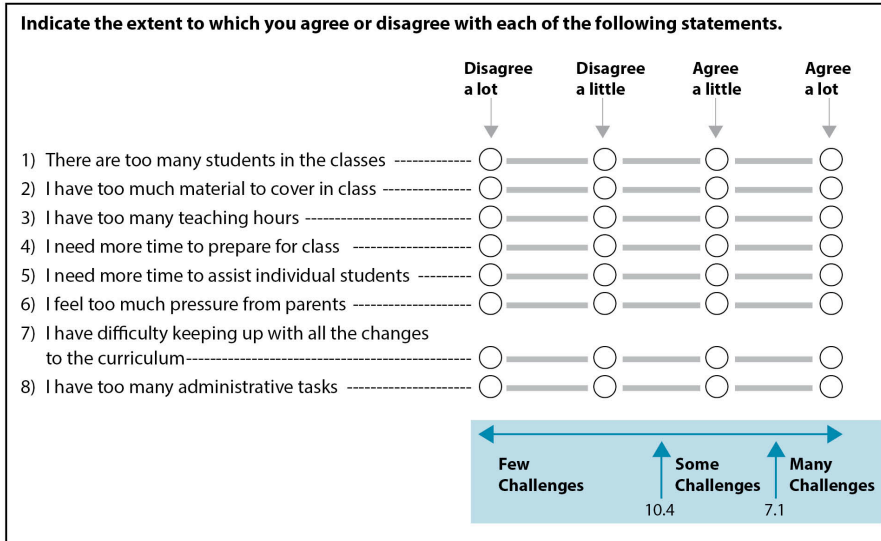 Indicate the extent to which you agree or disagree with each of the following statements.
Disagree a lot
Disagree a little
Agree a little
Agree a lot
1) There are too many students in the classes
2) I have too much material to cover in class
3) I have too many teaching hours
4) I need more time to prepare for class
5) I need more time to assist individual students
6) I feel too much pressure from parents
7) I have difficulty keeping up with all the changes
to the curriculum
8) I have too many administrative tasks
Few Challenges
Some Challenges
Many Challenges
10.4
7.1